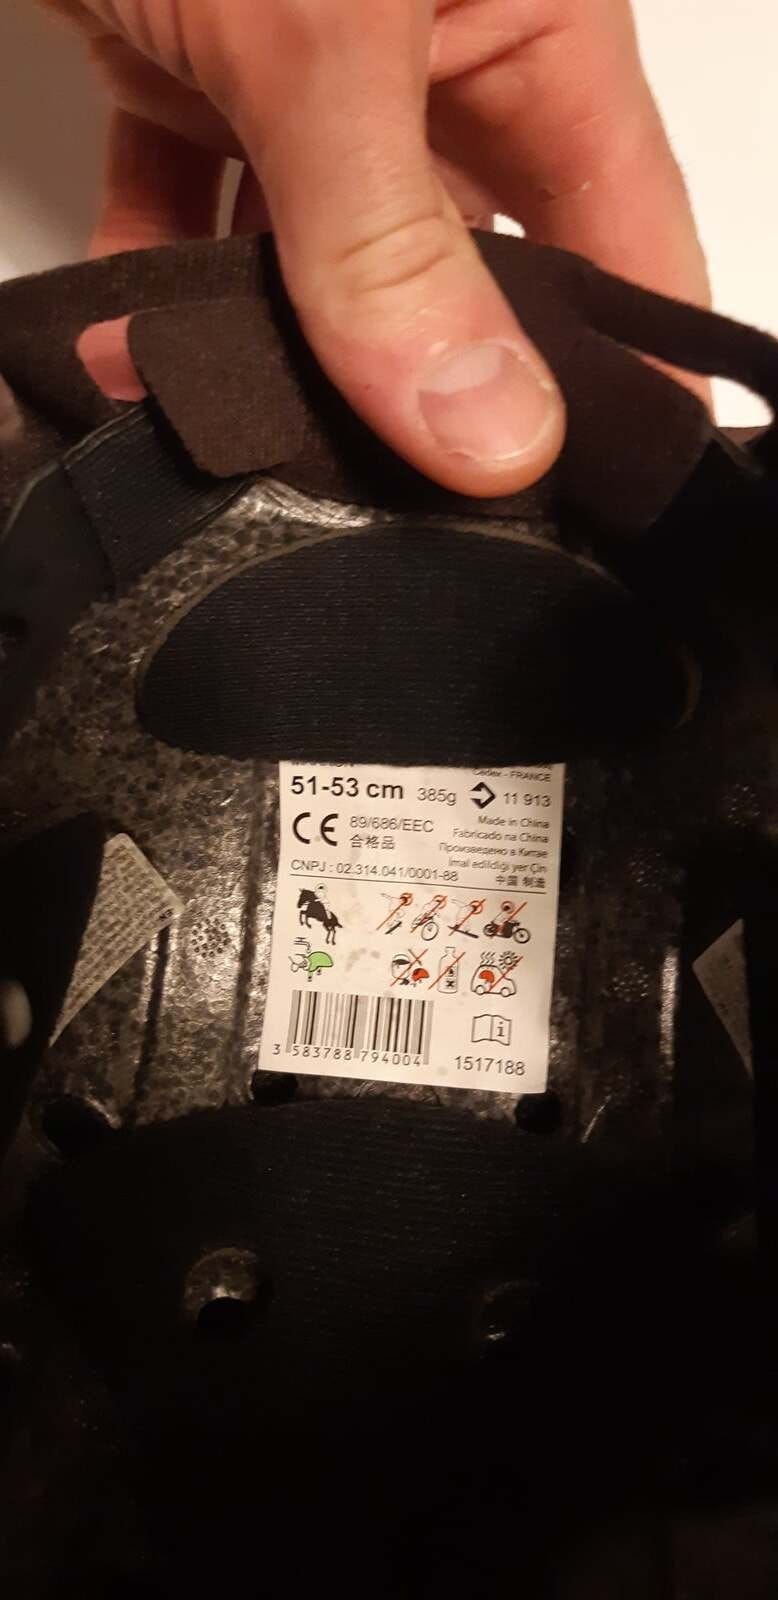 Cedex - FRANCE
51-53 cm 385g 11 913
CE 89/686/EEC
合格品
Made in China
Fabricado na China
Произведено в Китае
İmal edildiği yer Çin
中国 制造
CNPJ : 02.314.041/0001-88
i
3 583788 794004
1517188